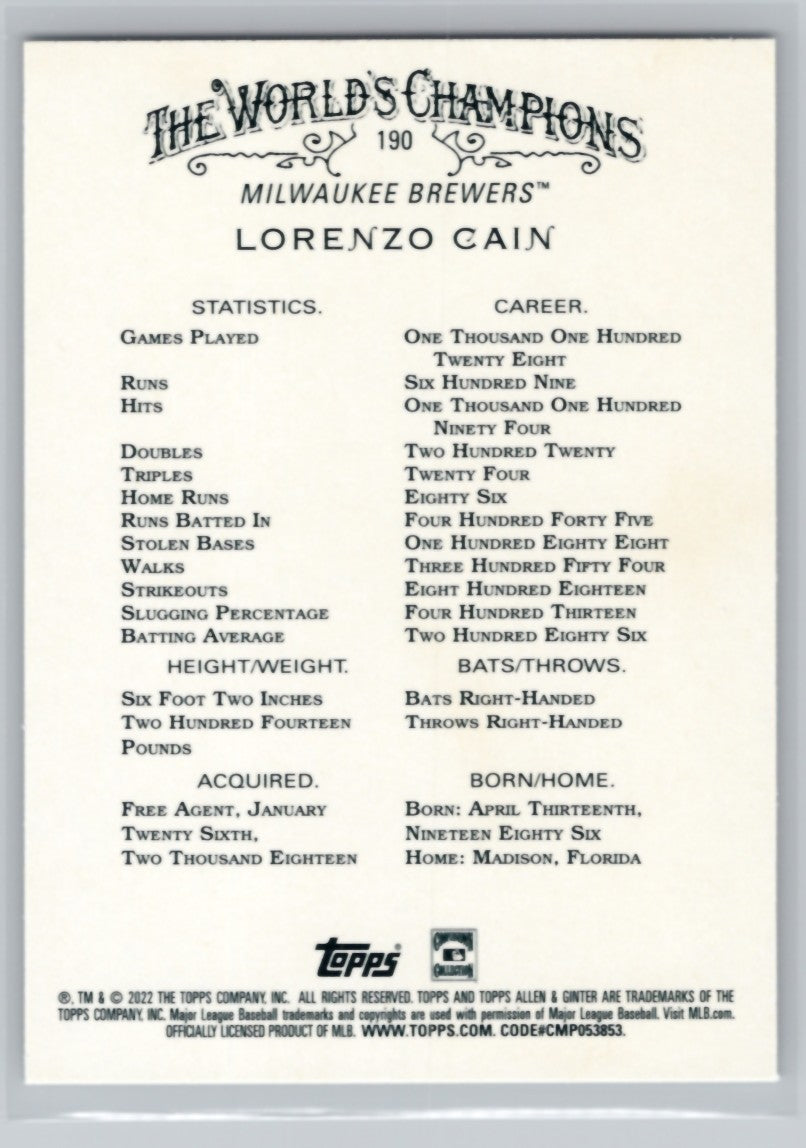 THE WORLD'S CHAMPIONS
190
MILWAUKEE BREWERS™
LORENZO CAIN
STATISTICS. CAREER.
GAMES PLAYED ONE THOUSAND ONE HUNDRED
TWENTY EIGHT
RUNS SIX HUNDRED NINE
HITS ONE THOUSAND ONE HUNDRED
NINETY FOUR
DOUBLES TWO HUNDRED TWENTY
TRIPLES TWENTY FOUR
HOME RUNS EIGHTY SIX
RUNS BATTED IN FOUR HUNDRED FORTY FIVE
STOLEN BASES ONE HUNDRED EIGHTY EIGHT
WALKS THREE HUNDRED FIFTY FOUR
STRIKEOUTS EIGHT HUNDRED EIGHTEEN
SLUGGING PERCENTAGE FOUR HUNDRED THIRTEEN
BATTING AVERAGE TWO HUNDRED EIGHTY SIX
HEIGHT/WEIGHT. BATS/THROWS.
SIX FOOT TWO INCHES BATS RIGHT-HANDED
TWO HUNDRED FOURTEEN THROWS RIGHT-HANDED
POUNDS
ACQUIRED. BORN/HOME.
FREE AGENT, JANUARY BORN: APRIL THIRTEENTH,
TWENTY SIXTH, NINETEEN EIGHTY SIX
TWO THOUSAND EIGHTEEN HOME: MADISON, FLORIDA
Topps®
COLLECTION
®, TM & © 2022 THE TOPPS COMPANY, INC. ALL RIGHTS RESERVED. TOPPS AND TOPPS ALLEN & GINTER ARE TRADEMARKS OF THE
TOPPS COMPANY, INC. Major League Baseball trademarks and copyrights are used with permission of Major League Baseball. Visit MLB.com.
OFFICIALLY LICENSED PRODUCT OF MLB. WWW.TOPPS.COM. CODE#CMP053853.